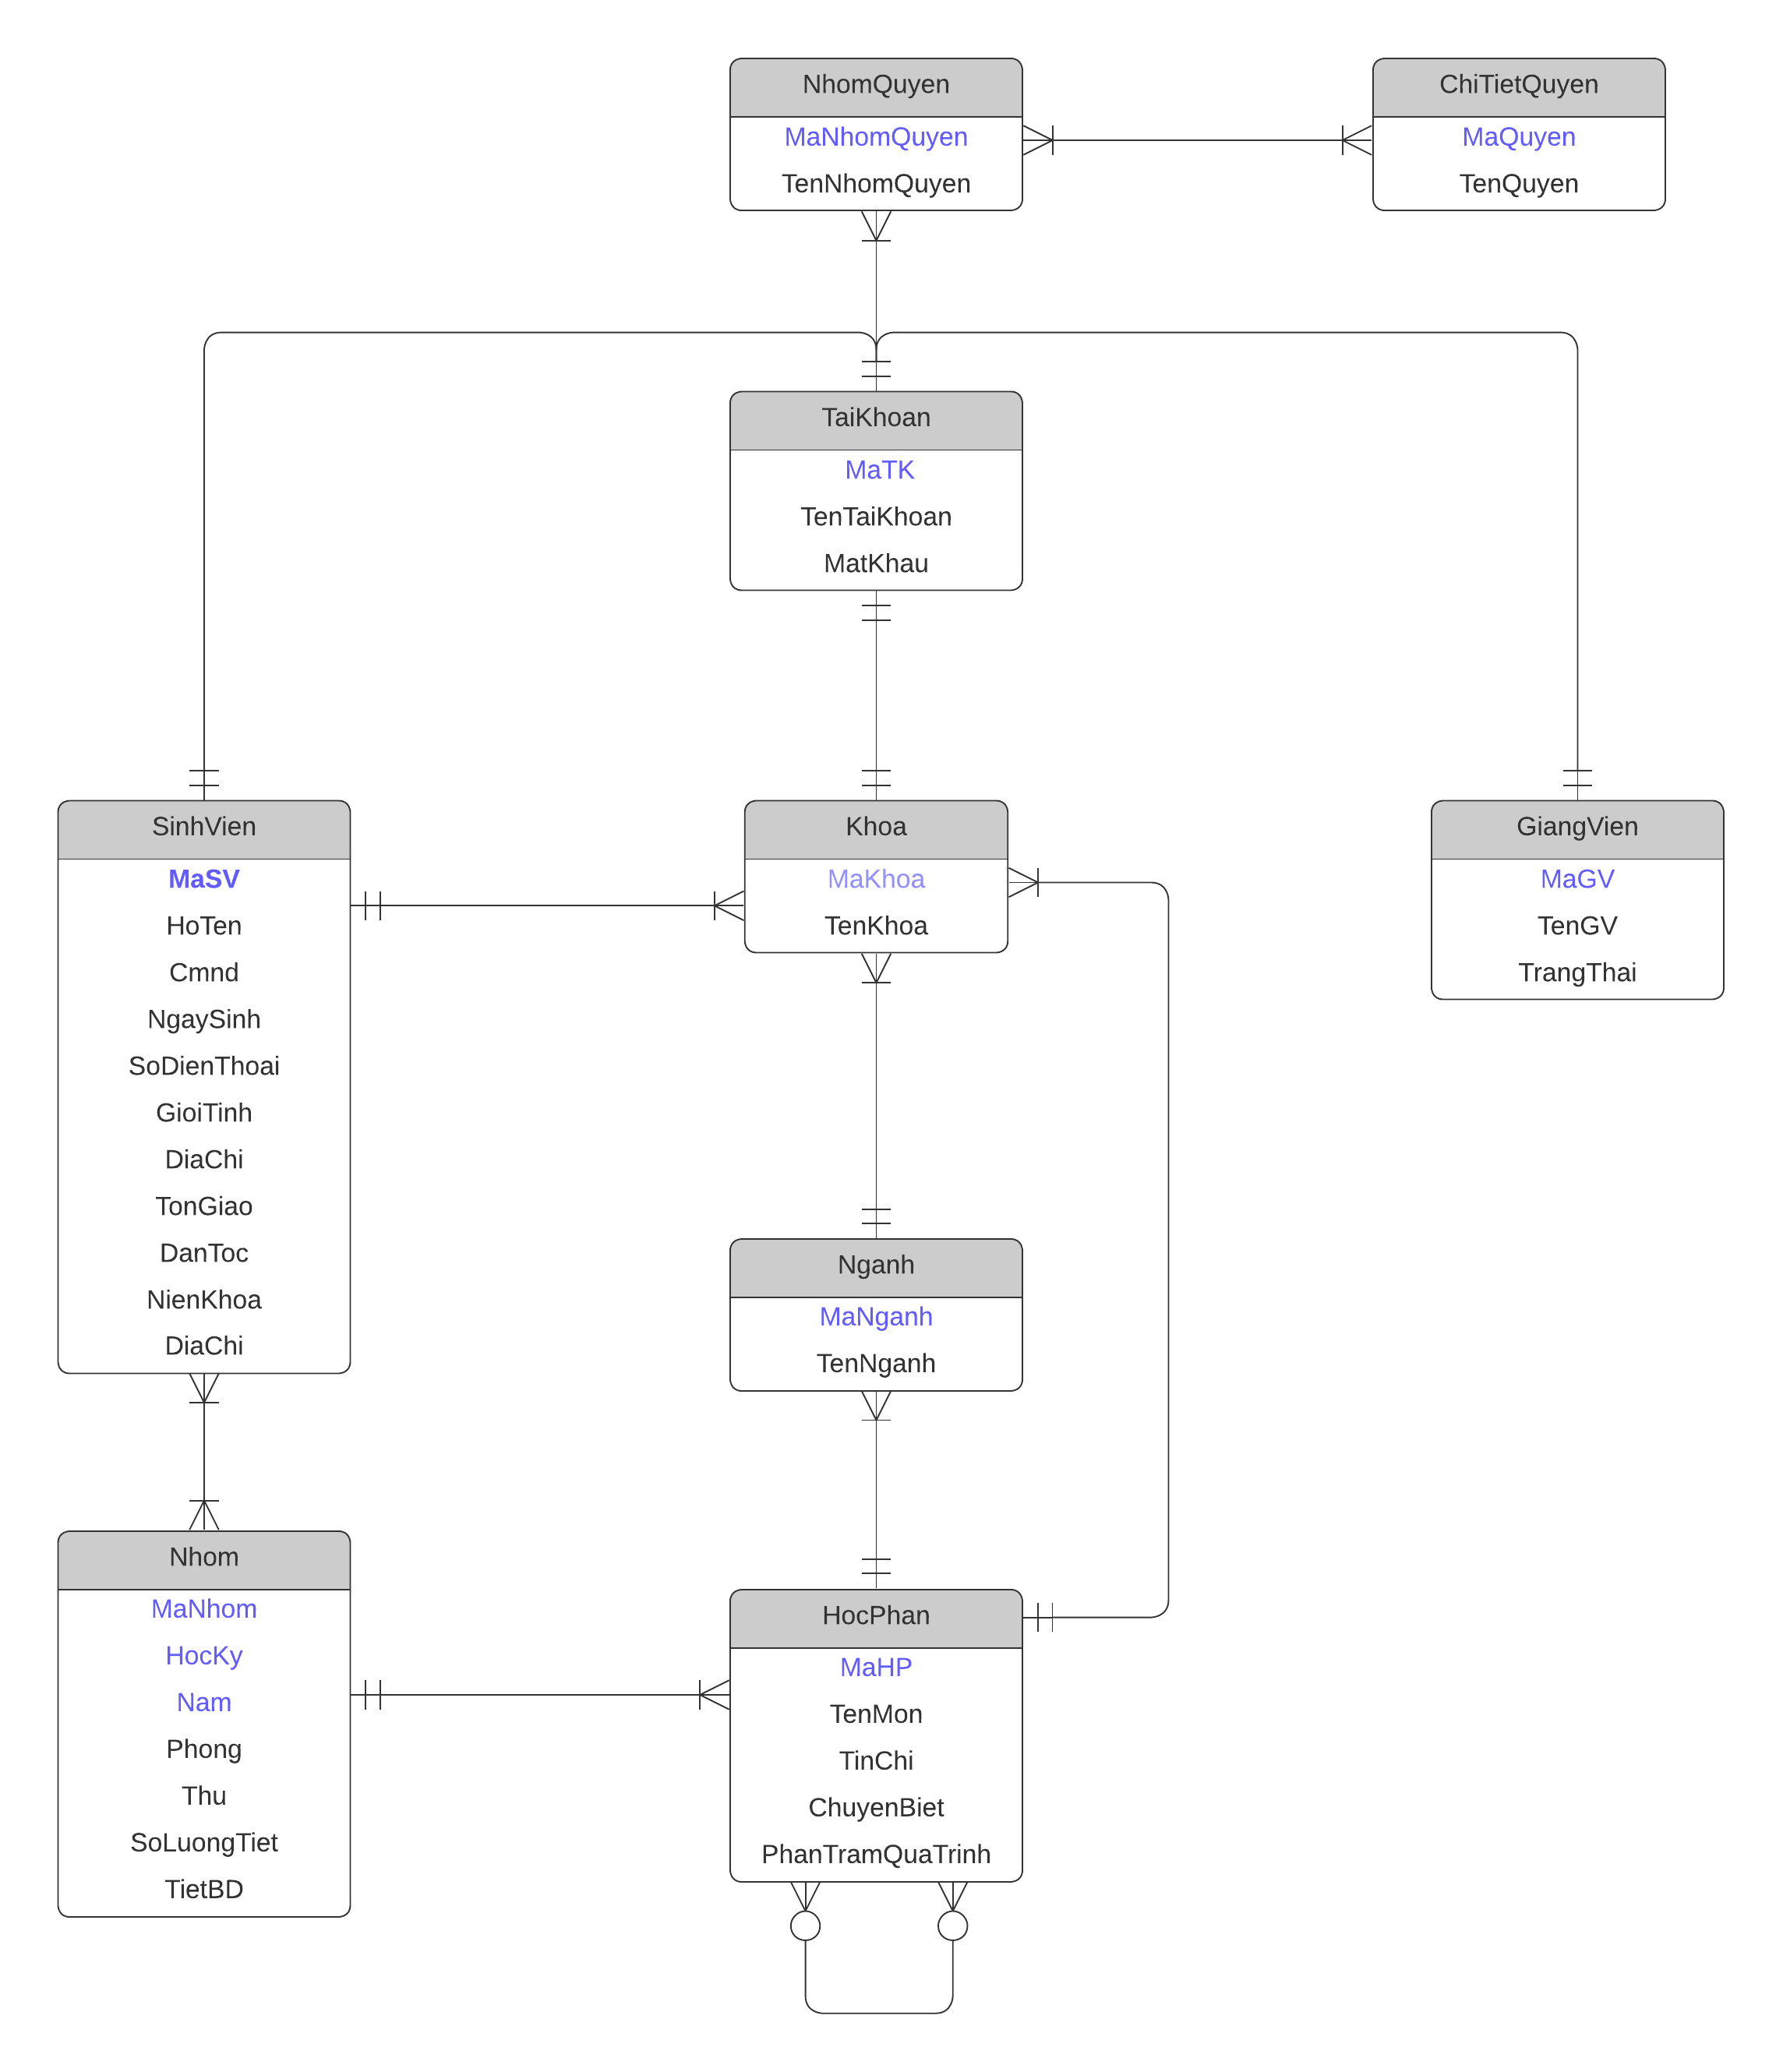 NhomQuyen
MaNhomQuyen
TenNhomQuyen
ChiTietQuyen
MaQuyen
TenQuyen
TaiKhoan
MaTK
TenTaiKhoan
MatKhau
SinhVien
MaSV
HoTen
Cmnd
NgaySinh
SoDienThoai
GioiTinh
DiaChi
TonGiao
DanToc
NienKhoa
DiaChi
Khoa
MaKhoa
TenKhoa
GiangVien
MaGV
TenGV
TrangThai
Nganh
MaNganh
TenNganh
Nhom
MaNhom
HocKy
Nam
Phong
Thu
SoLuongTiet
TietBD
HocPhan
MaHP
TenMon
TinChi
ChuyenBiet
PhanTramQuaTrinh